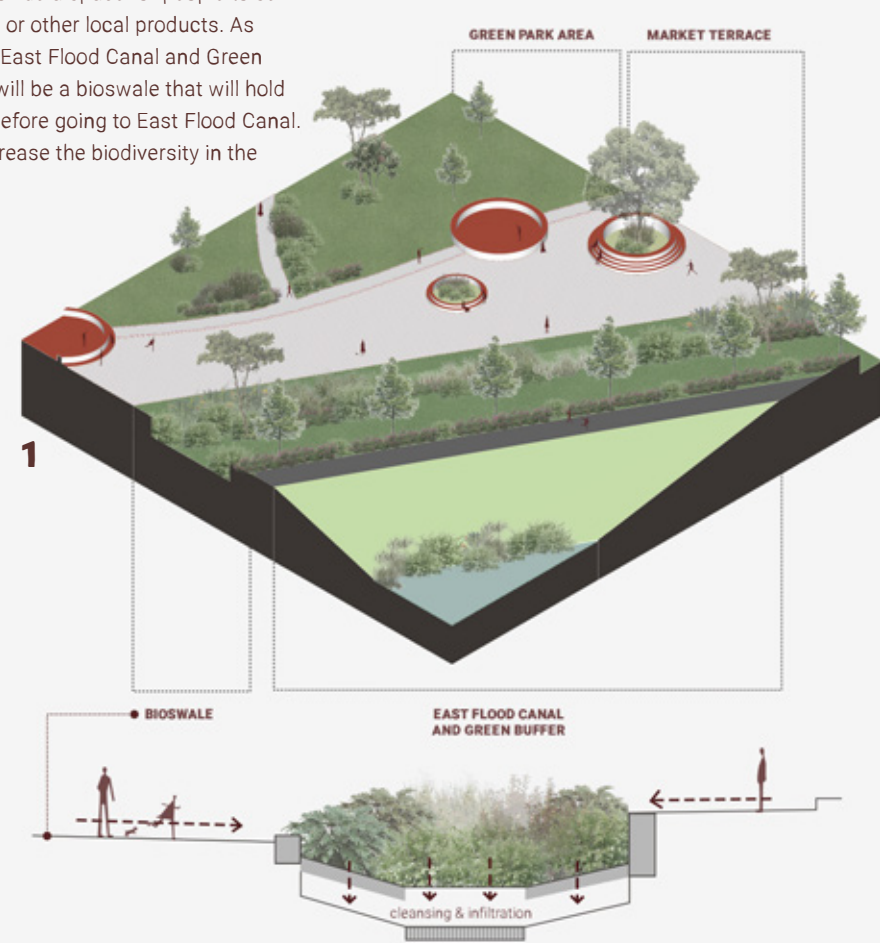 or other local products. As
East Flood Canal and Green
will be a bioswale that will hold
before going to East Flood Canal.
rease the biodiversity in the
GREEN PARK AREA
MARKET TERRACE
1
BIOSWALE
EAST FLOOD CANAL
AND GREEN BUFFER
cleansing & infiltration